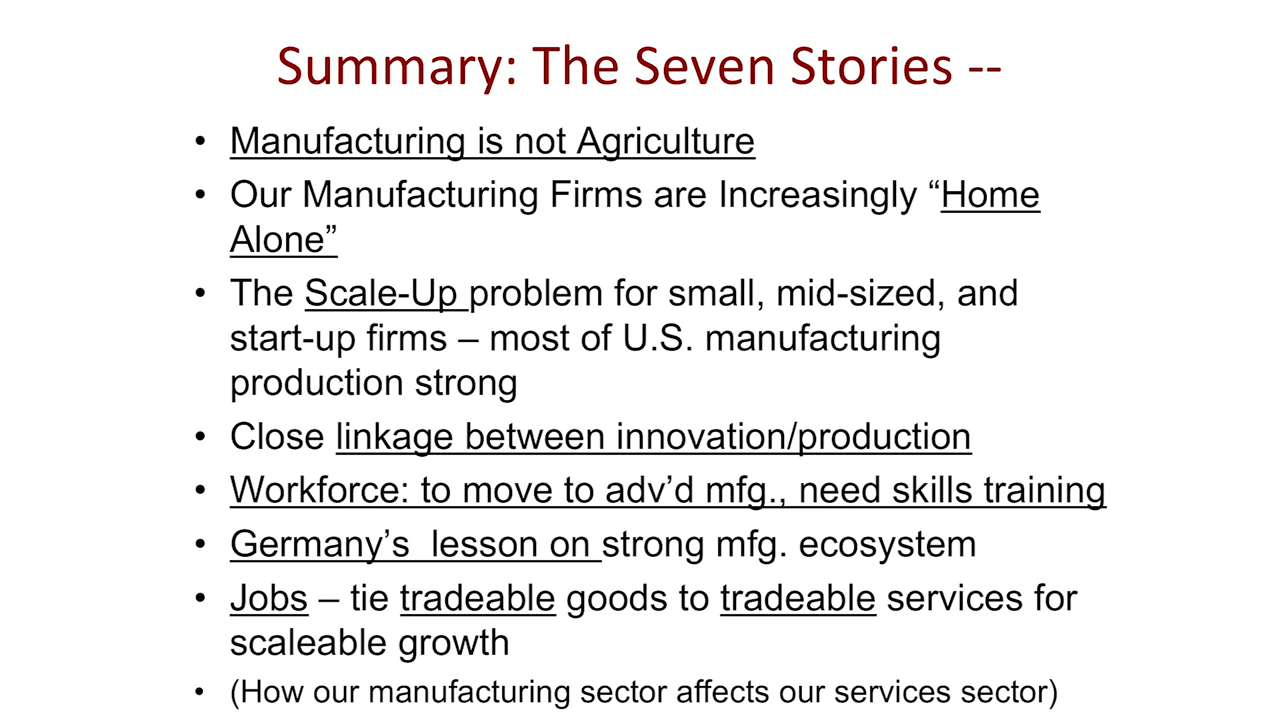 Summary: The Seven Stories --
• Manufacturing is not Agriculture
• Our Manufacturing Firms are Increasingly “Home
Alone”
• The Scale-Up problem for small, mid-sized, and
start-up firms – most of U.S. manufacturing
production strong
• Close linkage between innovation/production
• Workforce: to move to adv’d mfg., need skills training
• Germany’s lesson on strong mfg. ecosystem
• Jobs – tie tradeable goods to tradeable services for
scaleable growth
• (How our manufacturing sector affects our services sector)